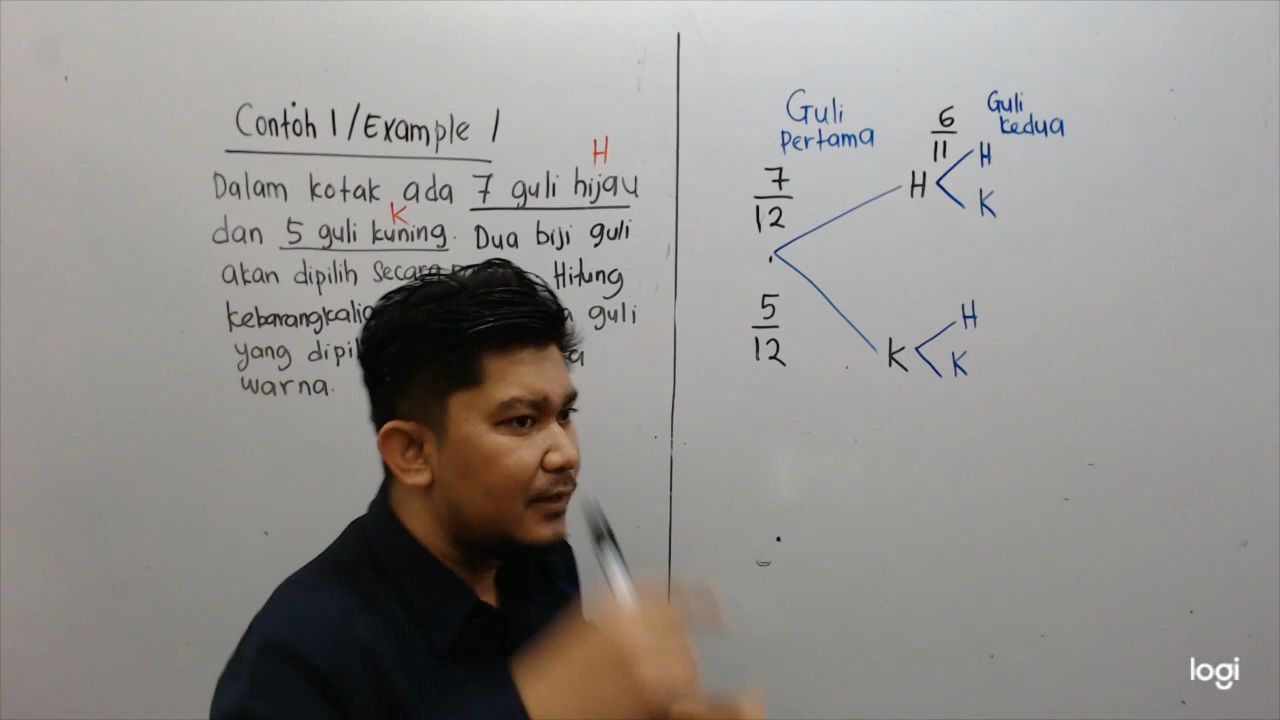 Contoh 1/Example 1
H
Dalam kotak ada 7 guli hijau
K
dan 5 guli kuning. Dua biji guli
akan dipilih secara Hitung
kebarangkalian guli
yang
warna.
Guli
pertama
7
12
5
12
H
K
6
11
Guli
kedua
H
K
H
K
logi